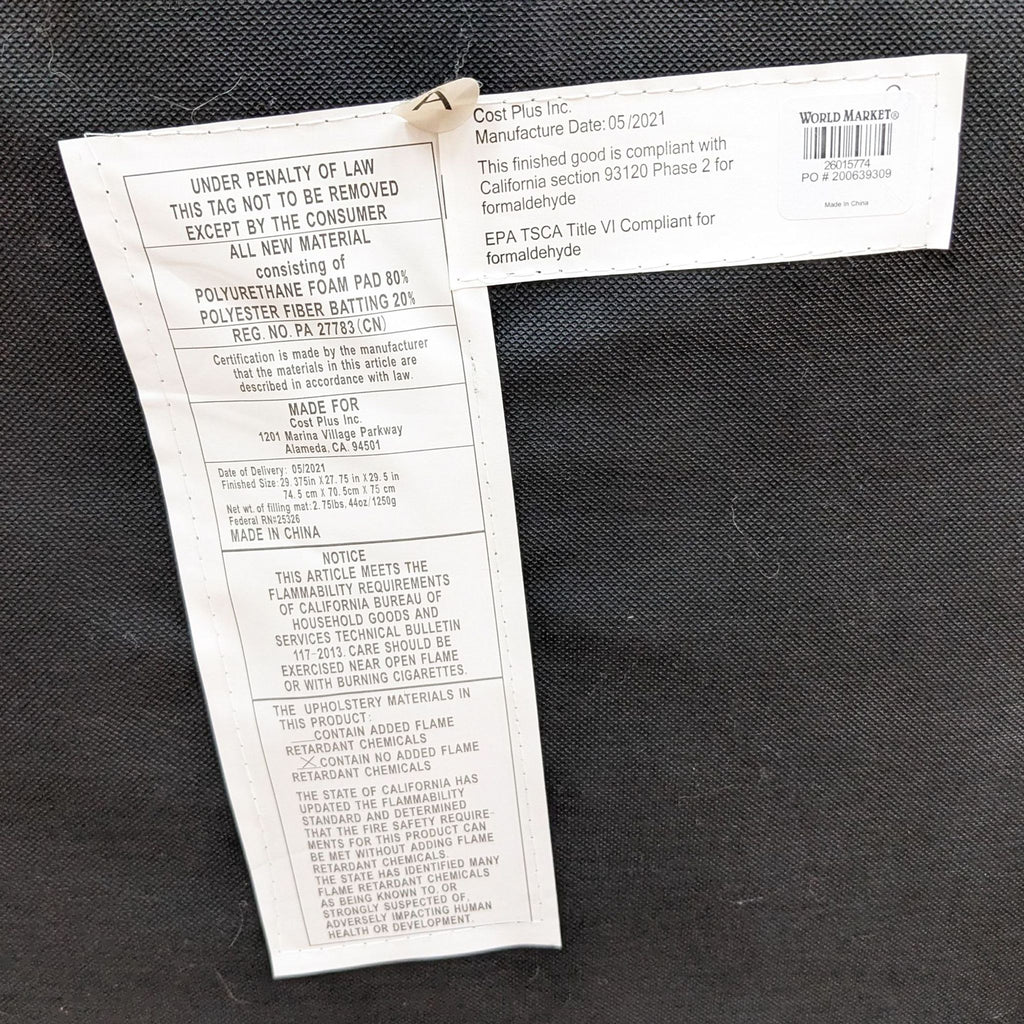 A
UNDER PENALTY OF LAW
THIS TAG NOT TO BE REMOVED
EXCEPT BY THE CONSUMER
ALL NEW MATERIAL
consisting of
POLYURETHANE FOAM PAD 80%
POLYESTER FIBER BATTING 20%
REG. NO. PA 27783 (CN)
Certification is made by the manufacturer
that the materials in this article are
described in accordance with law.
MADE FOR
Cost Plus Inc.
1201 Marina Village Parkway
Alameda, CA. 94501
Date of Delivery: 05/2021
Finished Size: 29.375in X 27.75 in X 29.5 in
74.5 cm X 70.5cm X 75 cm
Net wt. of filling mat: 2.75lbs, 44oz/1250g
Federal RN#25326
MADE IN CHINA
NOTICE
THIS ARTICLE MEETS THE
FLAMMABILITY REQUIREMENTS
OF CALIFORNIA BUREAU OF
HOUSEHOLD GOODS AND
SERVICES TECHNICAL BULLETIN
117-2013. CARE SHOULD BE
EXERCISED NEAR OPEN FLAME
OR WITH BURNING CIGARETTES.
THE UPHOLSTERY MATERIALS IN
THIS PRODUCT:
__CONTAIN ADDED FLAME
RETARDANT CHEMICALS
X CONTAIN NO ADDED FLAME
RETARDANT CHEMICALS
THE STATE OF CALIFORNIA HAS
UPDATED THE FLAMMABILITY
STANDARD AND DETERMINED
THAT THE FIRE SAFETY REQUIRE-
MENTS FOR THIS PRODUCT CAN
BE MET WITHOUT ADDING FLAME
RETARDANT CHEMICALS.
THE STATE HAS IDENTIFIED MANY
FLAME RETARDANT CHEMICALS
AS BEING KNOWN TO, OR
STRONGLY SUSPECTED OF,
ADVERSELY IMPACTING HUMAN
HEALTH OR DEVELOPMENT.
Cost Plus Inc.
Manufacture Date: 05/2021
This finished good is compliant with
California section 93120 Phase 2 for
formaldehyde
EPA TSCA Title VI Compliant for
formaldehyde
WORLD MARKET®
26015774
PO # 200639309
Made In China